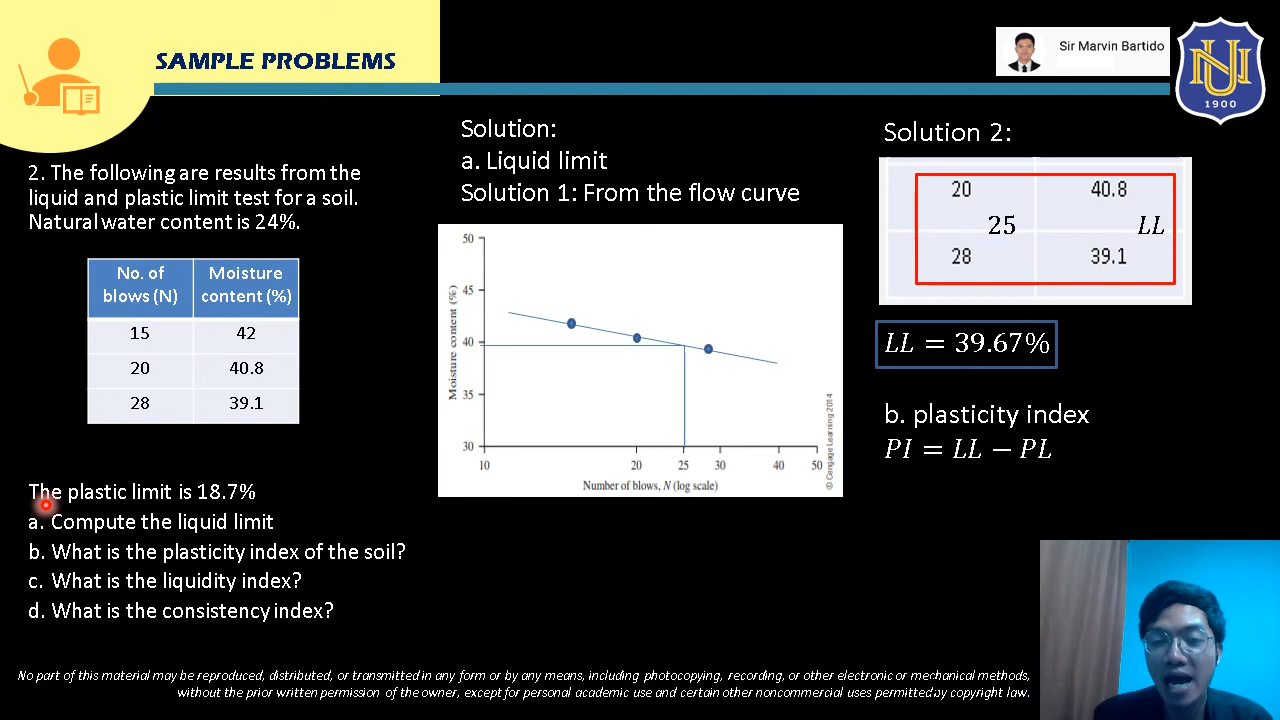 SAMPLE PROBLEMS
Sir Marvin Bartido
NU
1900
2. The following are results from the
liquid and plastic limit test for a soil.
Natural water content is 24%.
No. of
blows (N)
Moisture
content (%)
15
42
20
40.8
28
39.1
The plastic limit is 18.7%
a. Compute the liquid limit
b. What is the plasticity index of the soil?
c. What is the liquidity index?
d. What is the consistency index?
Solution:
a. Liquid limit
Solution 1: From the flow curve
50
45
40
35
30
Moisture content (%)
10
20
25
30
40
50
Number of blows, N (log scale)
© Cengage Learning 2014
Solution 2:
20
40.8
25
LL
28
39.1
LL = 39.67%
b. plasticity index
PI = LL − PL
No part of this material may be reproduced, distributed, or transmitted in any form or by any means, including photocopying, recording, or other electronic or mechanical methods,
without the prior written permission of the owner, except for personal academic use and certain other noncommercial uses permitted by copyright law.